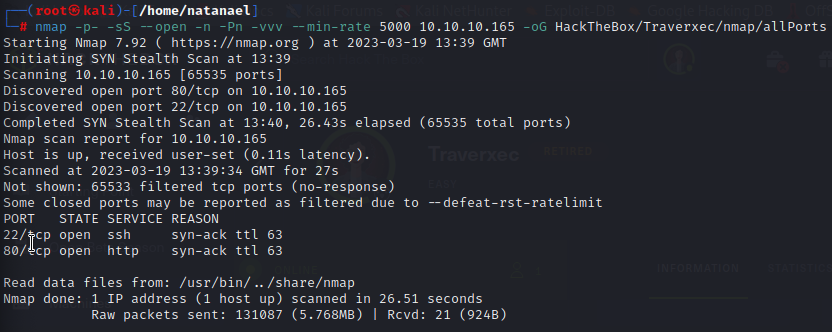 ┌──(root㉿kali)-[/home/natanael]
└─# nmap -p- -sS --open -n -Pn -vvv --min-rate 5000 10.10.10.165 -oG HackTheBox/Traverxec/nmap/allPorts
Starting Nmap 7.92 ( https://nmap.org ) at 2023-03-19 13:39 GMT
Initiating SYN Stealth Scan at 13:39
Scanning 10.10.10.165 [65535 ports]
Discovered open port 80/tcp on 10.10.10.165
Discovered open port 22/tcp on 10.10.10.165
Completed SYN Stealth Scan at 13:40, 26.43s elapsed (65535 total ports)
Nmap scan report for 10.10.10.165
Host is up, received user-set (0.11s latency).
Traverxec RETIRED
Scanned at 2023-03-19 13:39:34 GMT for 27s
Not shown: 65533 filtered tcp ports (no-response)
EASY
Some closed ports may be reported as filtered due to --defeat-rst-ratelimit
PORT   STATE SERVICE REASON
22/tcp open  ssh     syn-ack ttl 63
80/tcp open  http    syn-ack ttl 63
INFORMATION STATISTIC
Read data files from: /usr/bin/../share/nmap
Nmap done: 1 IP address (1 host up) scanned in 26.51 seconds
Raw packets sent: 131087 (5.768MB) | Rcvd: 21 (924B)